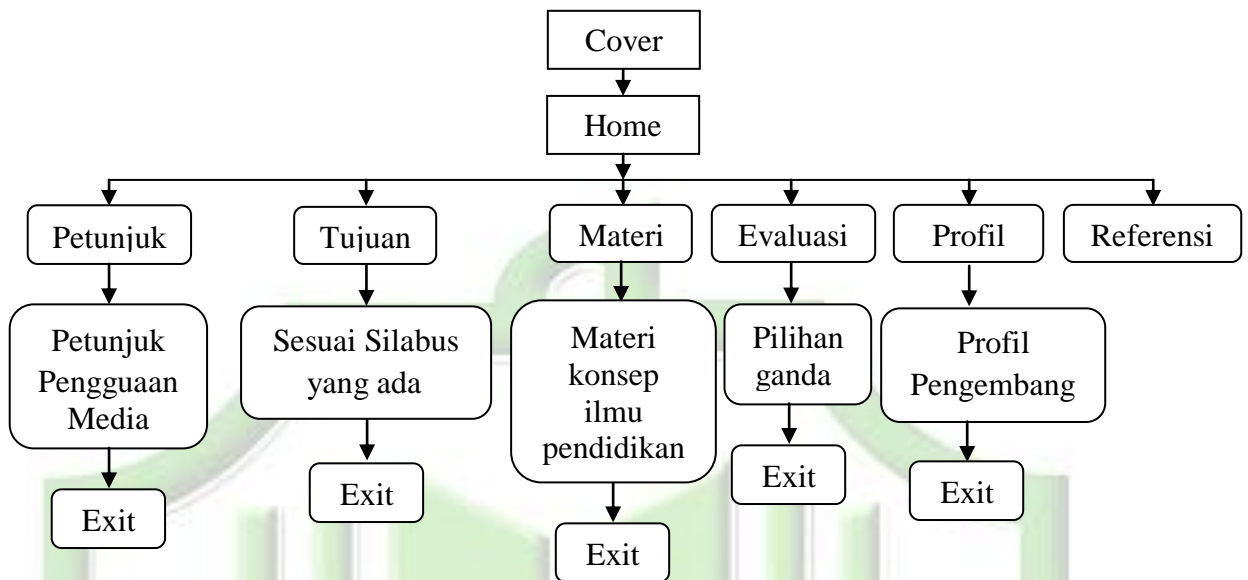 Cover
Home
Petunjuk
Tujuan
Materi
Evaluasi
Profil
Referensi
Petunjuk
Pengguaan
Media
Sesuai Silabus
yang ada
Materi
konsep
ilmu
pendidikan
Pilihan
ganda
Profil
Pengembang
Exit
Exit
Exit
Exit
Exit